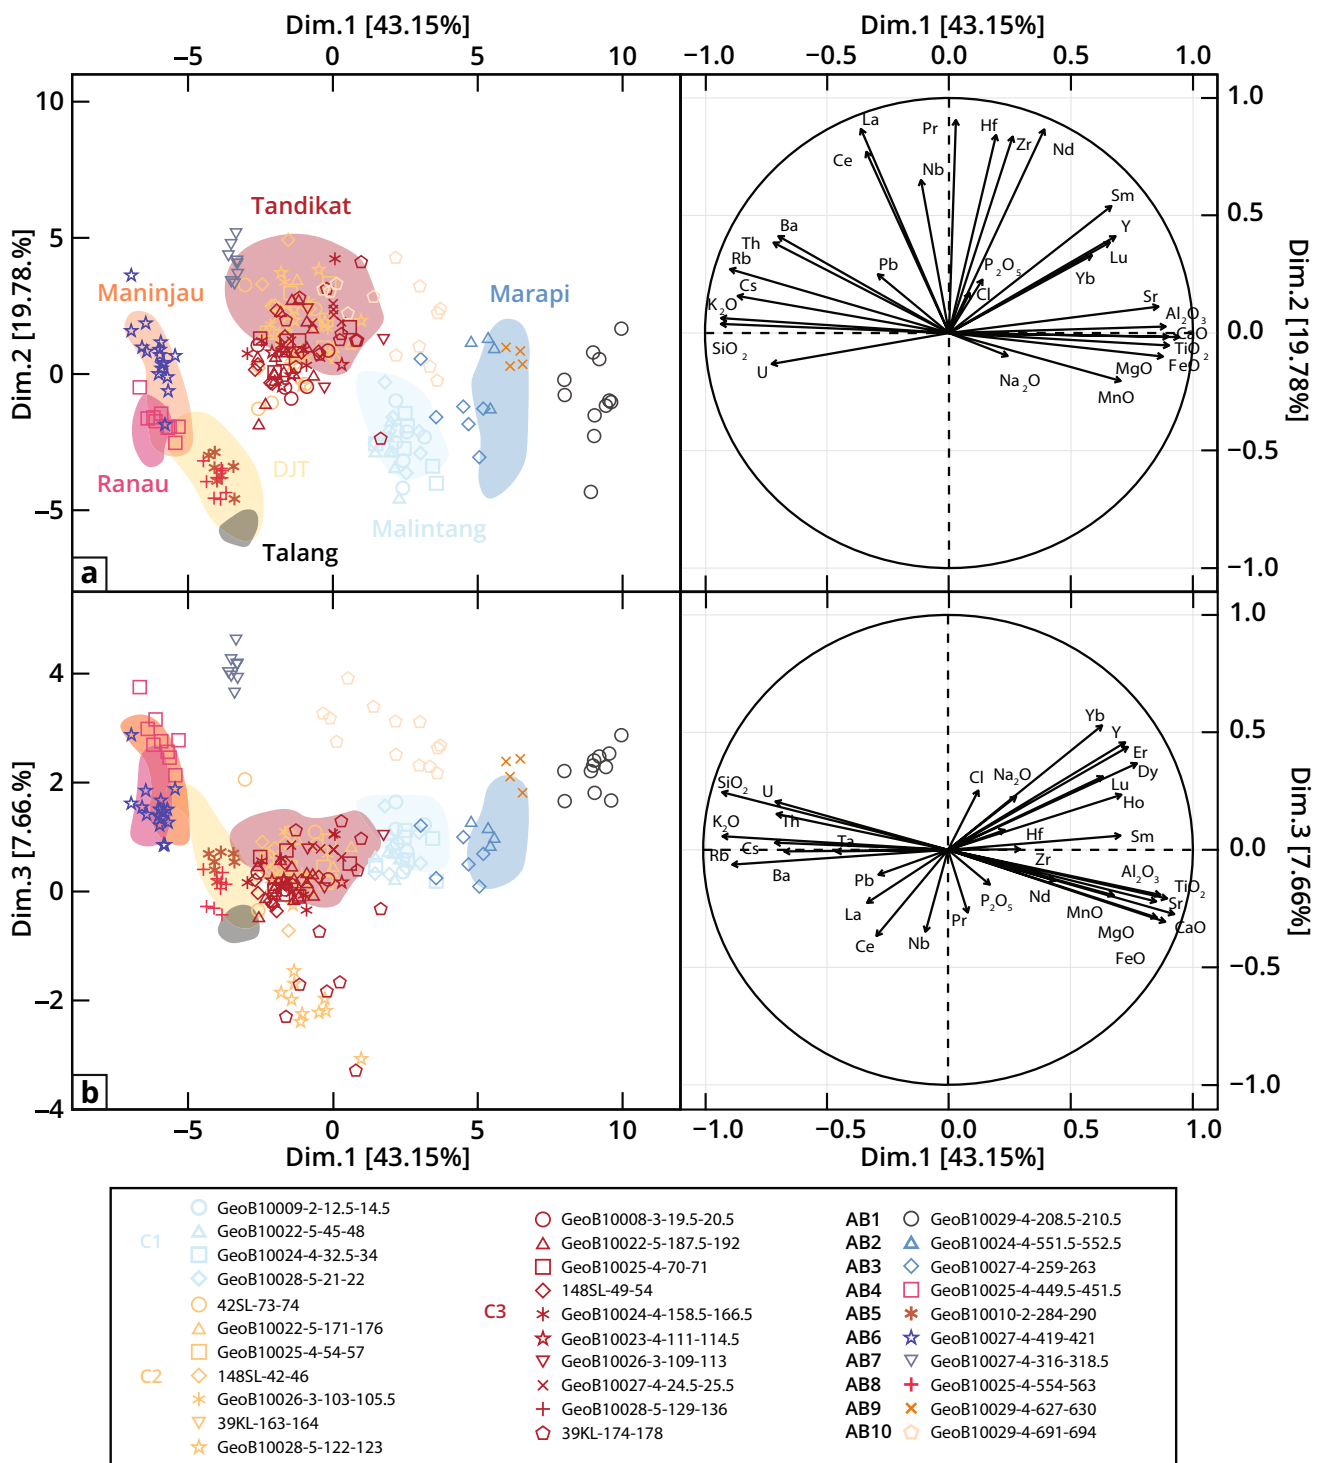 Dim.1 [43.15%]
Dim.1 [43.15%]
−5 0 5 10
−1.0 −0.5 0.0 0.5 1.0
10
5
0
−5
Dim.2 [19.78.%]
Tandikat
Maninjau
Marapi
Ranau
DJT
Malintang
Talang
a
La
Pr
Hf
Zr
Nd
Ce
Nb
Sm
Ba
Y
Th
Lu
Rb
Pb
P2O5
Yb
Cs
Cl
Sr
K2O
Al2O3
CaO
SiO2
TiO2
U
Na2O
MgO
FeO
MnO
1.0
0.5
0.0
−0.5
−1.0
Dim.2 [19.78%]
4
2
0
−2
−4
Dim.3 [7.66.%]
b
Yb
Y
Er
Cl
Na2O
Dy
SiO2
U
Lu
Ho
K2O
Th
Hf
Sm
Rb
Cs
Ta
Zr
Ba
Pb
Al2O3
TiO2
La
P2O5
Nd
Sr
Pr
MnO
CaO
Ce
Nb
MgO
FeO
1.0
0.5
0.0
−0.5
−1.0
Dim.3 [7.66%]
−5 0 5 10
−1.0 −0.5 0.0 0.5 1.0
Dim.1 [43.15%]
Dim.1 [43.15%]
C1
GeoB10009-2-12.5-14.5
GeoB10022-5-45-48
GeoB10024-4-32.5-34
GeoB10028-5-21-22
C2
42SL-73-74
GeoB10022-5-171-176
GeoB10025-4-54-57
148SL-42-46
GeoB10026-3-103-105.5
39KL-163-164
GeoB10028-5-122-123
C3
GeoB10008-3-19.5-20.5
GeoB10022-5-187.5-192
GeoB10025-4-70-71
148SL-49-54
GeoB10024-4-158.5-166.5
GeoB10023-4-111-114.5
GeoB10026-3-109-113
GeoB10027-4-24.5-25.5
GeoB10028-5-129-136
39KL-174-178
AB1 GeoB10029-4-208.5-210.5
AB2 GeoB10024-4-551.5-552.5
AB3 GeoB10027-4-259-263
AB4 GeoB10025-4-449.5-451.5
AB5 GeoB10010-2-284-290
AB6 GeoB10027-4-419-421
AB7 GeoB10027-4-316-318.5
AB8 GeoB10025-4-554-563
AB9 GeoB10029-4-627-630
AB10 GeoB10029-4-691-694